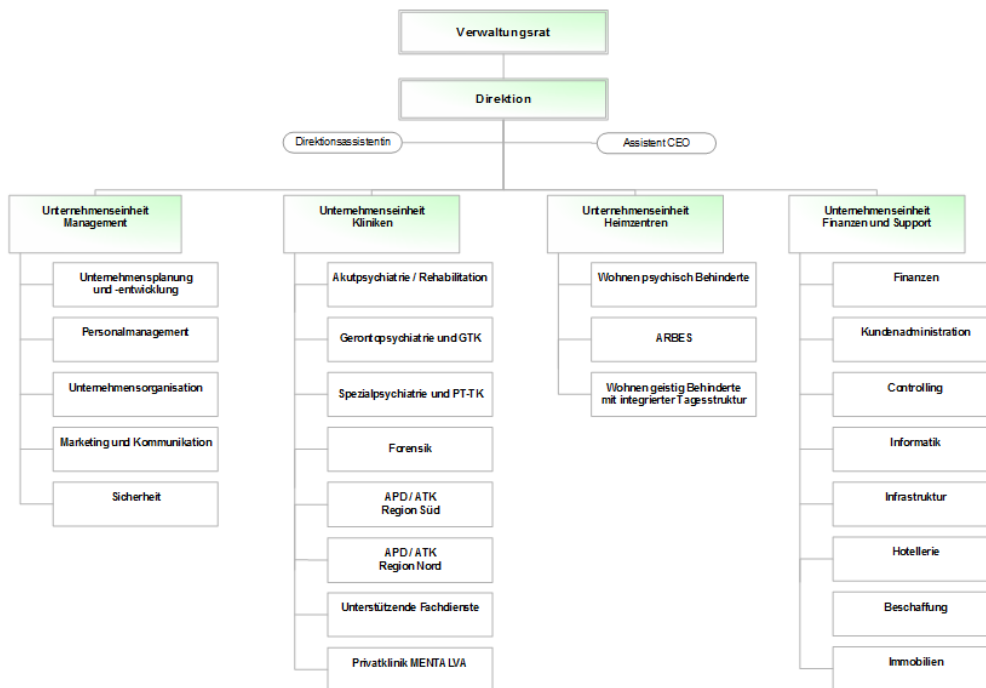 Verwaltungsrat
Direktion
Direktionsassistentin
Assistent CEO
Unternehmenseinheit
Management
Unternehmensplanung
und -entwicklung
Personalmanagement
Unternehmensorganisation
Marketing und Kommunikation
Sicherheit
Unternehmenseinheit
Kliniken
Akutpsychiatrie / Rehabilitation
Gerontopsychiatrie und GTK
Spezialpsychiatrie und PT-TK
Forensik
APD / ATK
Region Süd
APD / ATK
Region Nord
Unterstützende Fachdienste
Privatklinik MENTALVA
Unternehmenseinheit
Heimzentren
Wohnen psychisch Behinderte
ARBES
Wohnen geistig Behinderte
mit integrierter Tagesstruktur
Unternehmenseinheit
Finanzen und Support
Finanzen
Kundenadministration
Controlling
Informatik
Infrastruktur
Hotellerie
Beschaffung
Immobilien